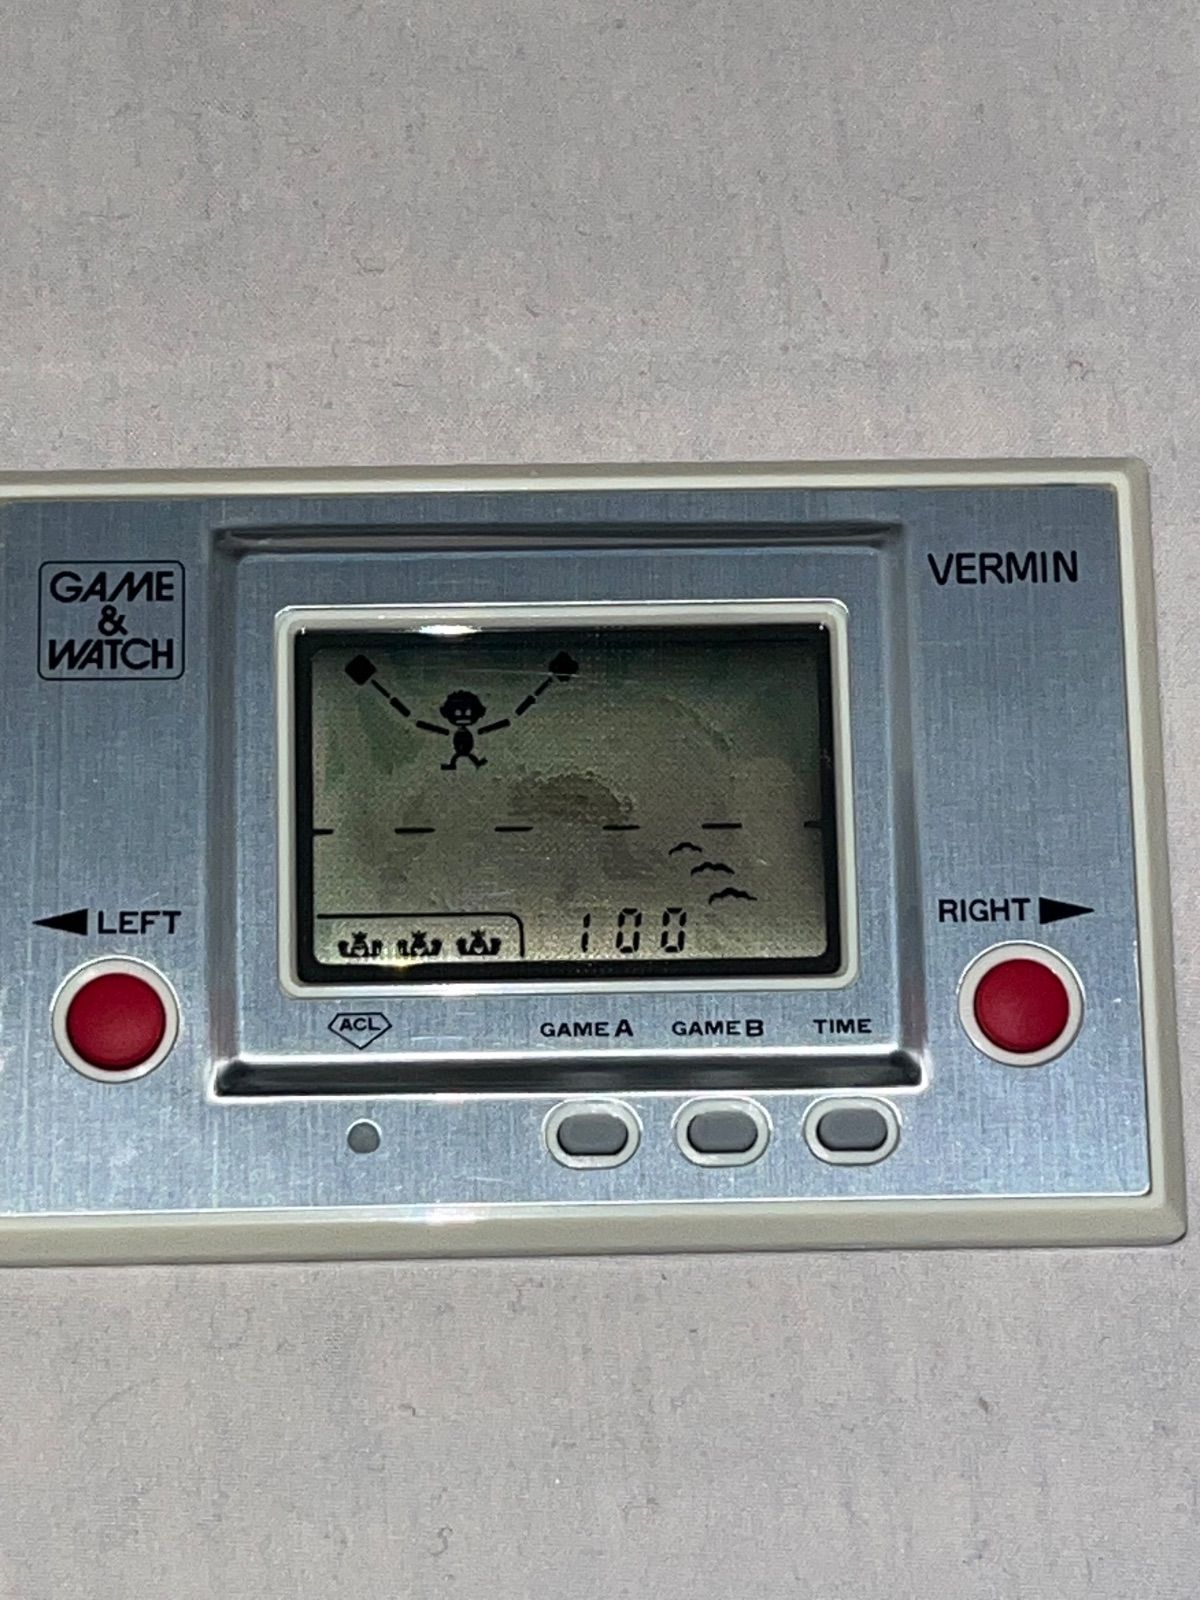 GAME
&
WATCH
VERMIN
◀ LEFT
RIGHT ▶
100
ACL
GAME A
GAME B
TIME